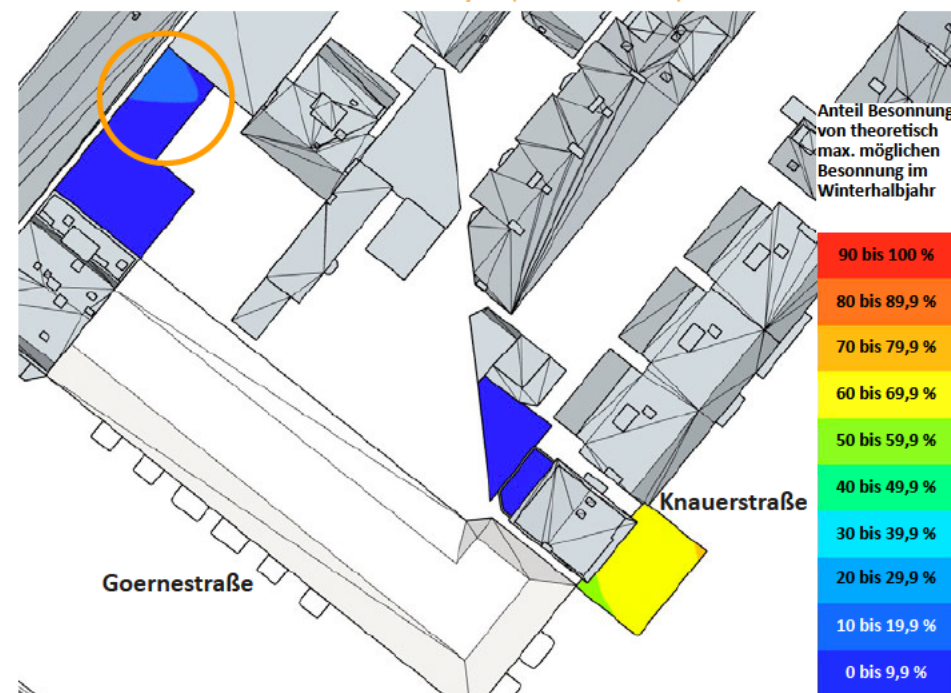 Anteil Besonnung
von theoretisch
max. möglichen
Besonnung im
Winterhalbjahr
90 bis 100 %
80 bis 89,9 %
70 bis 79,9 %
60 bis 69,9 %
50 bis 59,9 %
40 bis 49,9 %
30 bis 39,9 %
20 bis 29,9 %
10 bis 19,9 %
0 bis 9,9 %
Knauerstraße
Goernestraße